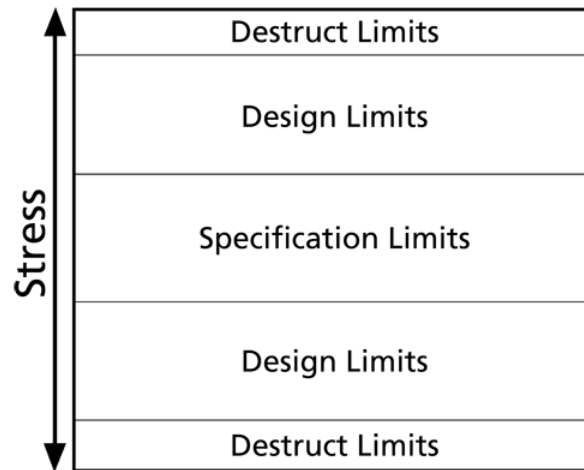 Destruct Limits
Design Limits
Specification Limits
Design Limits
Destruct Limits
Stress